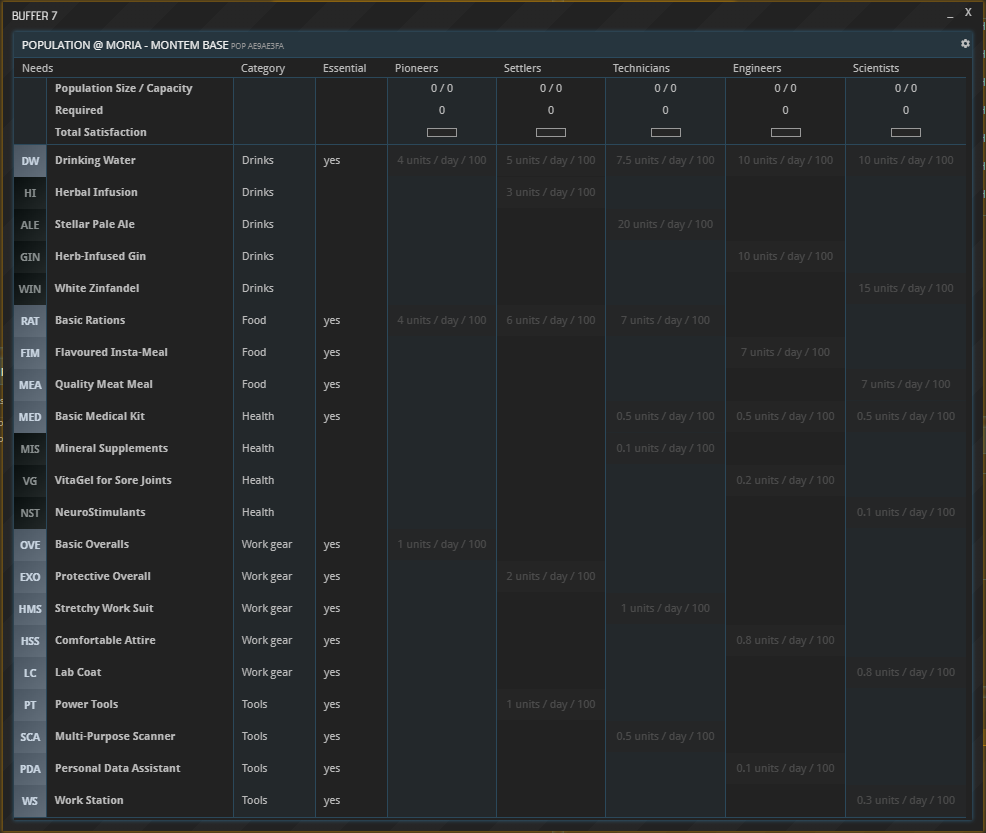 BUFFER 7 _ X
POPULATION @ MORIA - MONTEM BASE POP AE9AE3FA
Needs Category Essential Pioneers Settlers Technicians Engineers Scientists
Population Size / Capacity 0 / 0 0 / 0 0 / 0 0 / 0 0 / 0
Required 0 0 0 0 0
Total Satisfaction
DW Drinking Water Drinks yes 4 units / day / 100 5 units / day / 100 7.5 units / day / 100 10 units / day / 100 10 units / day / 100
HI Herbal Infusion Drinks 3 units / day / 100
ALE Stellar Pale Ale Drinks 20 units / day / 100
GIN Herb-Infused Gin Drinks 10 units / day / 100
WIN White Zinfandel Drinks 15 units / day / 100
RAT Basic Rations Food yes 4 units / day / 100 6 units / day / 100 7 units / day / 100
FIM Flavoured Insta-Meal Food yes 7 units / day / 100
MEA Quality Meat Meal Food yes 7 units / day / 100
MED Basic Medical Kit Health yes 0.5 units / day / 100 0.5 units / day / 100 0.5 units / day / 100
MIS Mineral Supplements Health 0.1 units / day / 100
VG VitaGel for Sore Joints Health 0.2 units / day / 100
NST NeuroStimulants Health 0.1 units / day / 100
OVE Basic Overalls Work gear yes 1 units / day / 100
EXO Protective Overall Work gear yes 2 units / day / 100
HMS Stretchy Work Suit Work gear yes 1 units / day / 100
HSS Comfortable Attire Work gear yes 0.8 units / day / 100
LC Lab Coat Work gear yes 0.8 units / day / 100
PT Power Tools Tools yes 1 units / day / 100
SCA Multi-Purpose Scanner Tools yes 0.5 units / day / 100
PDA Personal Data Assistant Tools yes 0.1 units / day / 100
WS Work Station Tools yes 0.3 units / day / 100